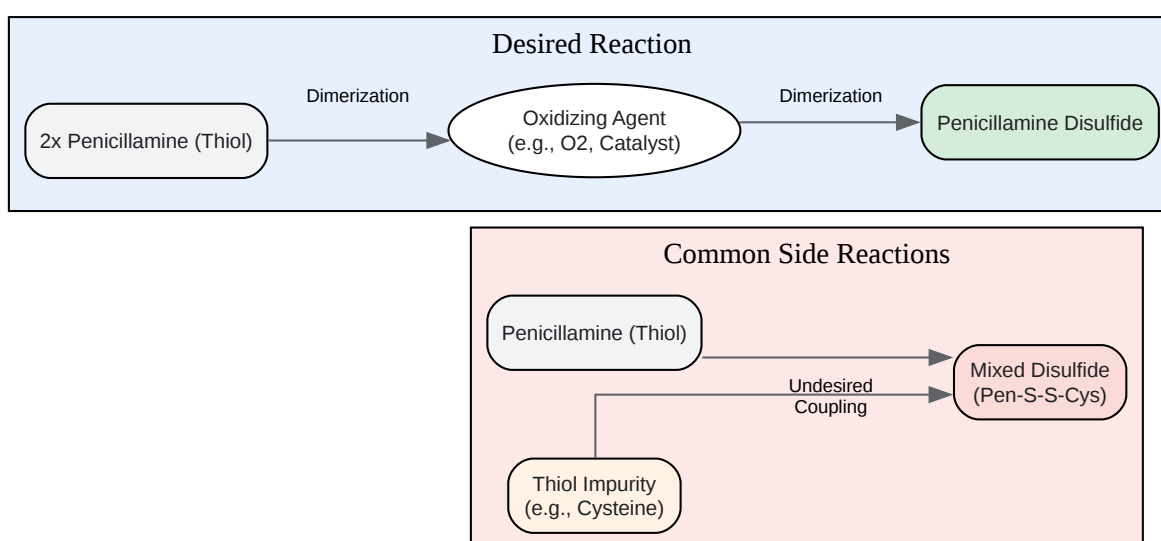 Desired Reaction
Dimerization
Dimerization
2x Penicillamine (Thiol)
Oxidizing Agent
(e.g., O2, Catalyst)
Penicillamine Disulfide
Common Side Reactions
Penicillamine (Thiol)
Mixed Disulfide
(Pen-S-S-Cys)
Undesired
Coupling
Thiol Impurity
(e.g., Cysteine)